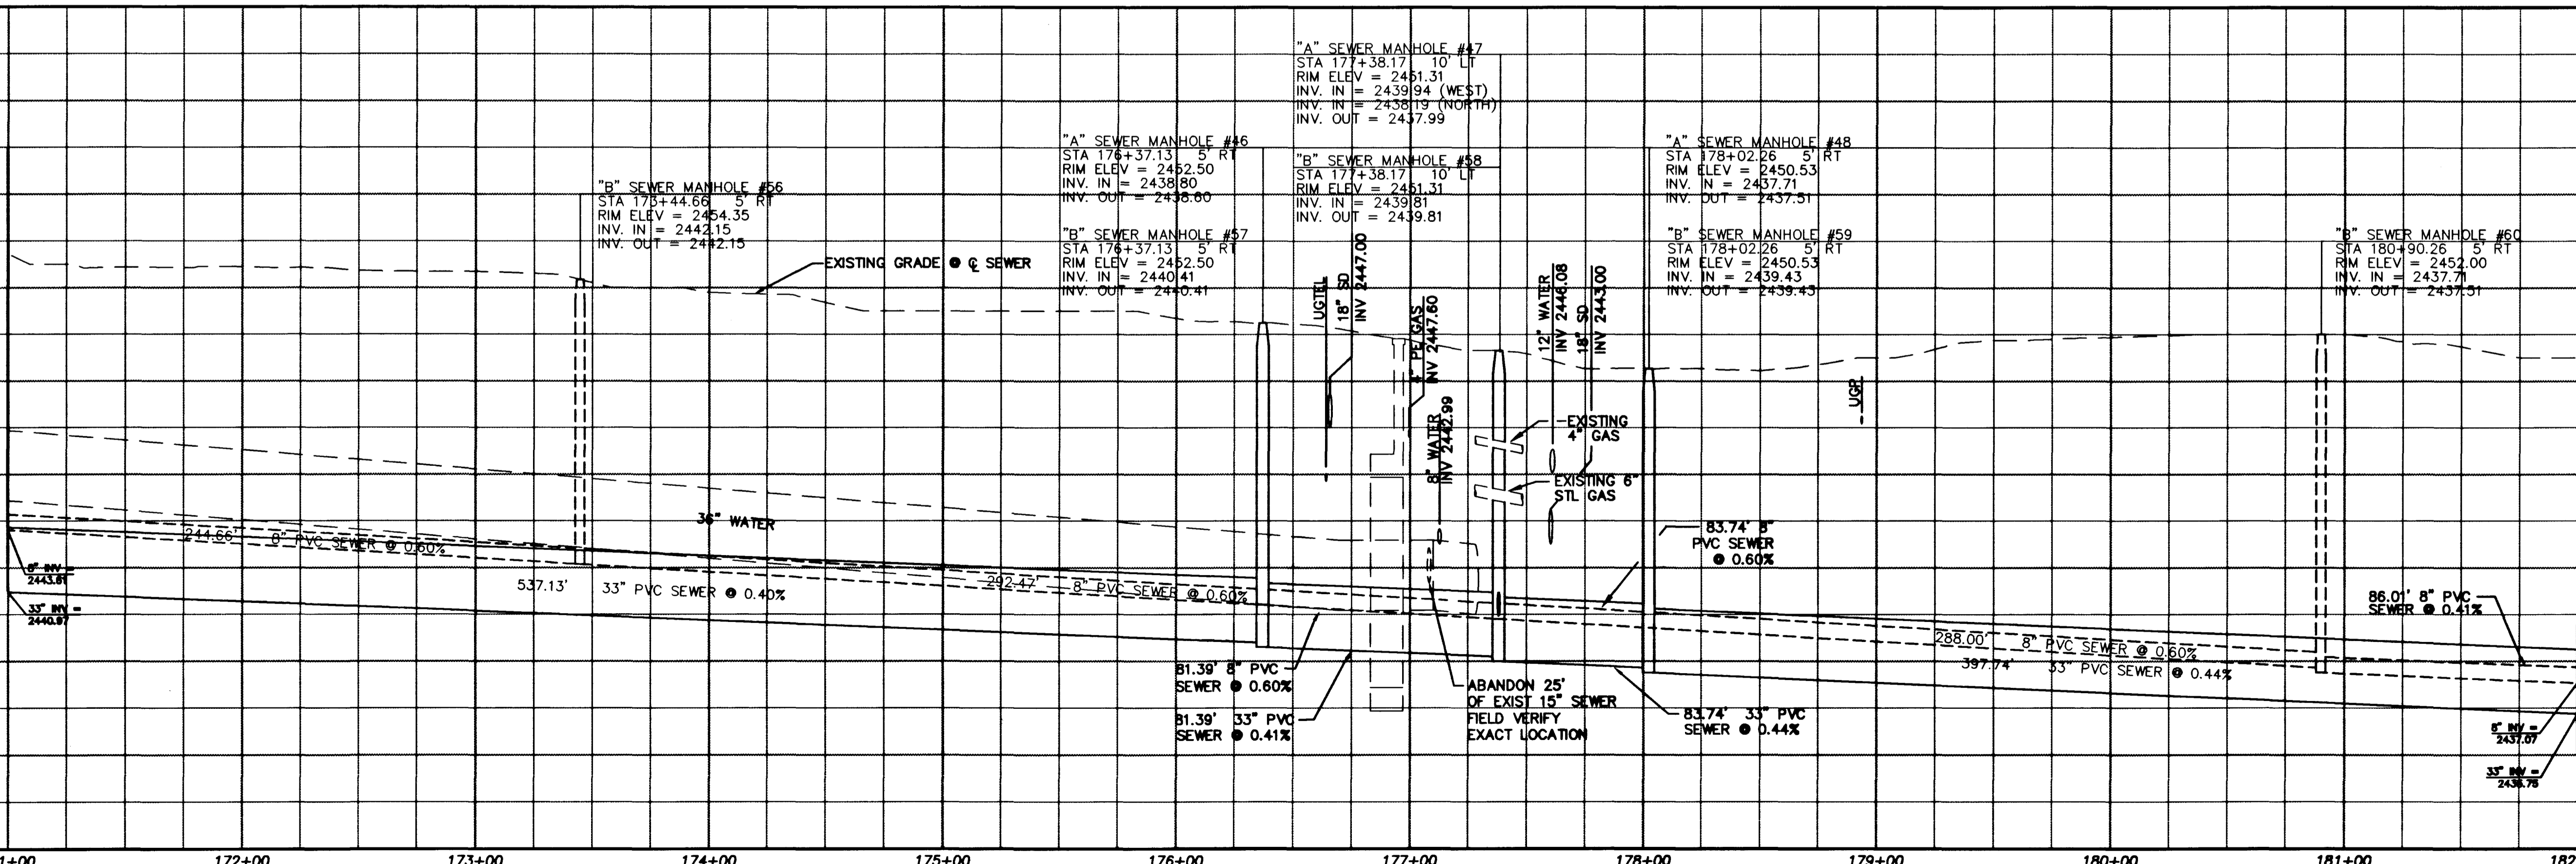 "A" SEWER MANHOLE #47
STA 177+38.17 10' LT
RIM ELEV = 2451.31
INV. IN = 2439.94 (WEST)
INV. IN = 2438.19 (NORTH)
INV. OUT = 2437.99
"A" SEWER MANHOLE #46
STA 176+37.13 5' RT
RIM ELEV = 2452.50
INV. IN = 2438.80
INV. OUT = 2438.60
"B" SEWER MANHOLE #58
STA 177+38.17 10' LT
RIM ELEV = 2451.31
INV. IN = 2439.81
INV. OUT = 2439.81
"A" SEWER MANHOLE #48
STA 178+02.26 5' RT
RIM ELEV = 2450.53
INV. IN = 2437.71
INV. OUT = 2437.51
"B" SEWER MANHOLE #56
STA 173+44.66 5' RT
RIM ELEV = 2454.35
INV. IN = 2442.15
INV. OUT = 2442.15
"B" SEWER MANHOLE #57
STA 176+37.13 5' RT
RIM ELEV = 2452.50
INV. IN = 2440.41
INV. OUT = 2440.41
"B" SEWER MANHOLE #59
STA 178+02.26 5' RT
RIM ELEV = 2450.53
INV. IN = 2439.43
INV. OUT = 2439.43
"B" SEWER MANHOLE #60
STA 180+90.26 5' RT
RIM ELEV = 2452.00
INV. IN = 2437.71
INV. OUT = 2437.51
EXISTING GRADE @ ℄ SEWER
UGTEL
18" SD
INV 2447.00
4" PE GAS
INV 2447.60
8" WATER
INV 2442.99
12" WATER
INV 2446.08
18" SD
INV 2443.00
UGP
EXISTING
4" GAS
EXISTING 6"
STL GAS
36" WATER
244.66' 8" PVC SEWER @ 0.60%
8" INV =
2443.61
33" INV =
2440.97
537.13' 33" PVC SEWER @ 0.40%
292.47' 8" PVC SEWER @ 0.60%
83.74' 8"
PVC SEWER
@ 0.60%
86.01' 8" PVC
SEWER @ 0.41%
288.00' 8" PVC SEWER @ 0.60%
397.74' 33" PVC SEWER @ 0.44%
81.39' 8" PVC
SEWER @ 0.60%
81.39' 33" PVC
SEWER @ 0.41%
ABANDON 25'
OF EXIST 15" SEWER
FIELD VERIFY
EXACT LOCATION
83.74' 33" PVC
SEWER @ 0.44%
8" INV =
2437.07
33" INV =
2435.75
1+00 172+00 173+00 174+00 175+00 176+00 177+00 178+00 179+00 180+00 181+00 182